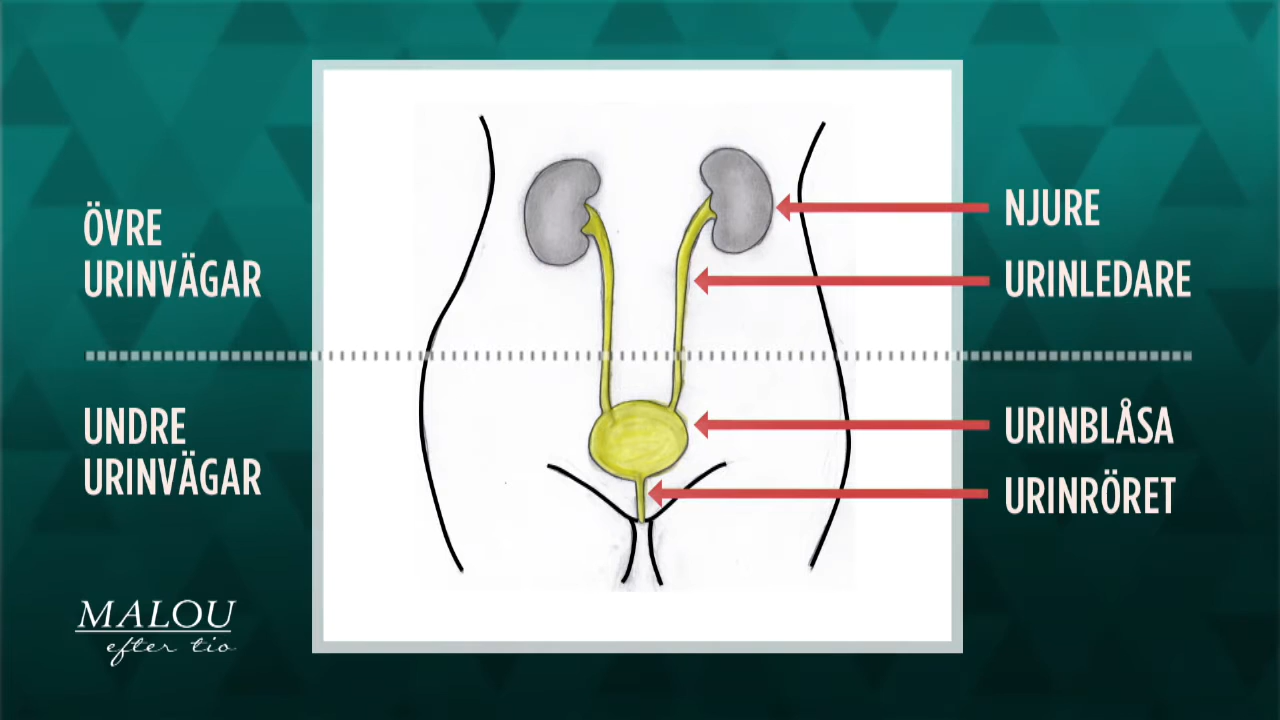 ÖVRE
URINVÄGAR
UNDRE
URINVÄGAR
NJURE
URINLEDARE
URINBLÅSA
URINRÖRET
MALOU
efter tio